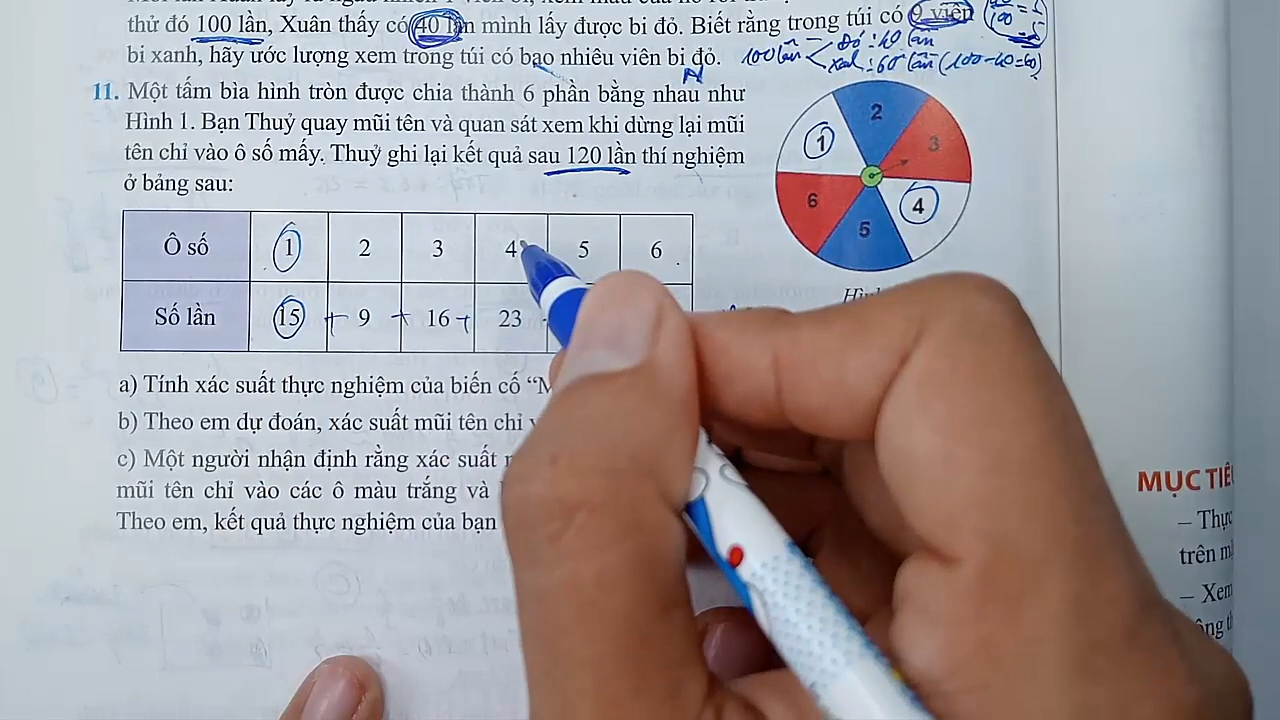 thử đó 100 lần, Xuân thấy có 40 lần mình lấy được bi đỏ. Biết rằng trong túi có 9 viên
bi xanh, hãy ước lượng xem trong túi có bao nhiêu viên bi đỏ.
100 lần
Đỏ: 40 lần
Xanh: 60 lần (100-40=60)
11. Một tấm bìa hình tròn được chia thành 6 phần bằng nhau như
Hình 1. Bạn Thuỷ quay mũi tên và quan sát xem khi dừng lại mũi
tên chỉ vào ô số mấy. Thuỷ ghi lại kết quả sau 120 lần thí nghiệm
ở bảng sau:
1 2 3
6 5 4
Ô số 1 2 3 4 5 6
Số lần 15 + 9 + 16 + 23
a) Tính xác suất thực nghiệm của biến cố “M
b) Theo em dự đoán, xác suất mũi tên chỉ
c) Một người nhận định rằng xác suất
mũi tên chỉ vào các ô màu trắng và
Theo em, kết quả thực nghiệm của bạn
MỤC TIÊ
– Thực
trên
– Xem